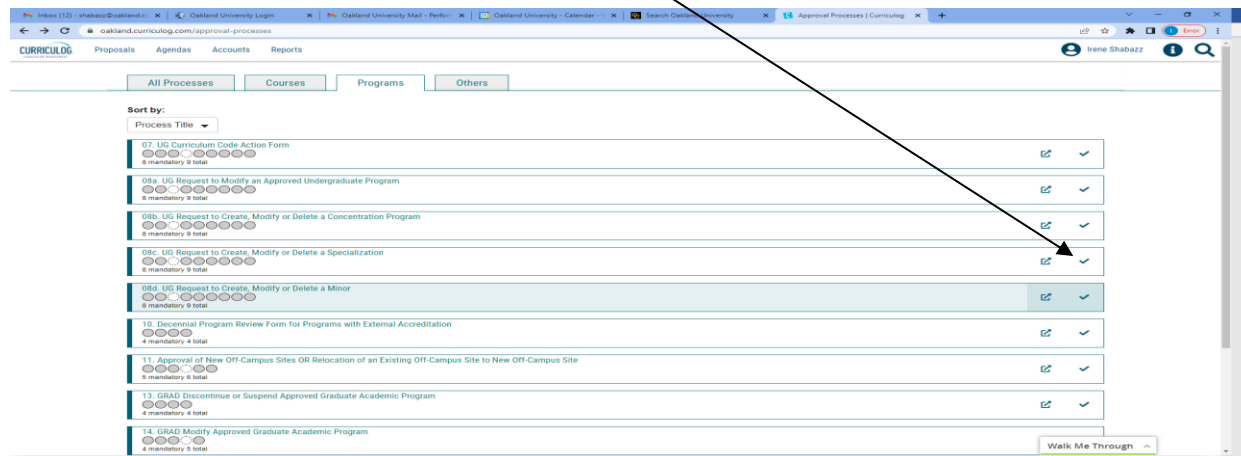 Inbox (12) - shabazz@oakland.e
Oakland University Login
Oakland University Mail - Perfor
Oakland University - Calendar -
Search Oakland University
Approval Processes | Curriculog
oakland.curriculog.com/approval-processes
Error
CURRICULOG
Proposals Agendas Accounts Reports
Irene Shabazz
All Processes Courses Programs Others
Sort by:
Process Title
07. UG Curriculum Code Action Form
8 mandatory 9 total
08a. UG Request to Modify an Approved Undergraduate Program
8 mandatory 9 total
08b. UG Request to Create, Modify or Delete a Concentration Program
8 mandatory 9 total
08c. UG Request to Create, Modify or Delete a Specialization
8 mandatory 9 total
08d. UG Request to Create, Modify or Delete a Minor
8 mandatory 9 total
10. Decennial Program Review Form for Programs with External Accreditation
4 mandatory 4 total
11. Approval of New Off-Campus Sites OR Relocation of an Existing Off-Campus Site to New Off-Campus Site
5 mandatory 6 total
13. GRAD Discontinue or Suspend Approved Graduate Academic Program
4 mandatory 4 total
14. GRAD Modify Approved Graduate Academic Program
4 mandatory 5 total
Walk Me Through